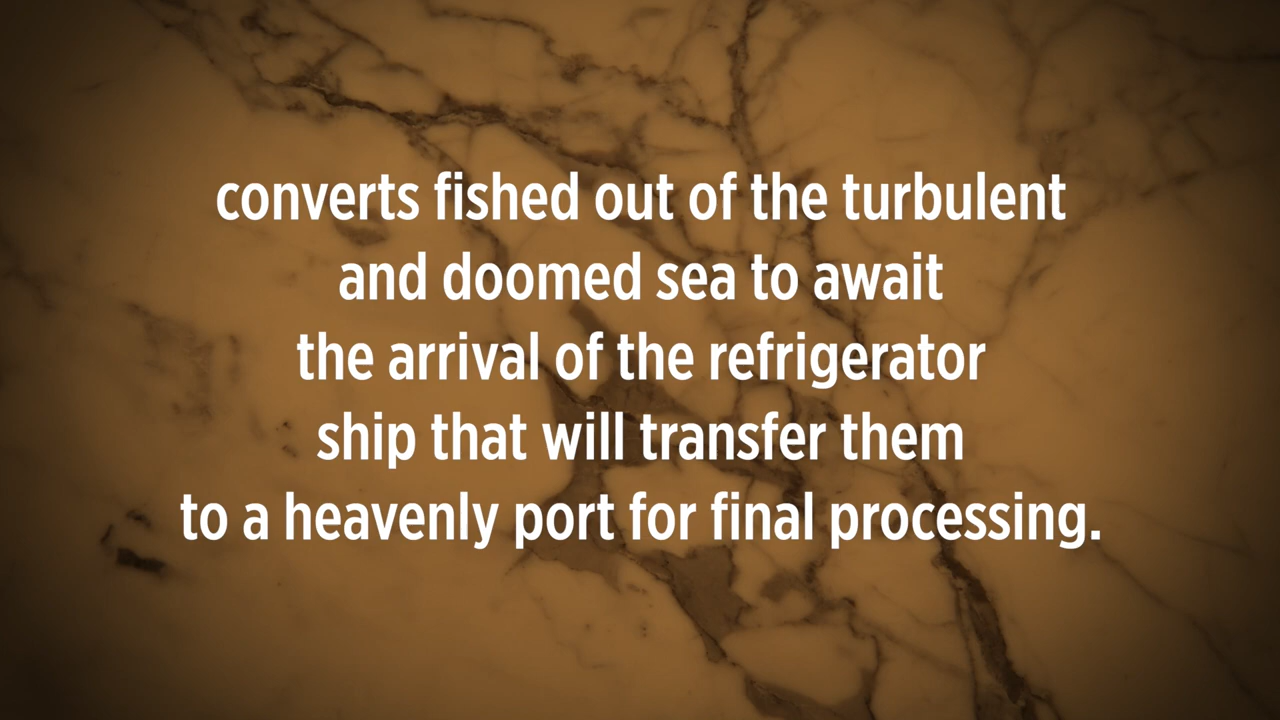 converts fished out of the turbulent
and doomed sea to await
the arrival of the refrigerator
ship that will transfer them
to a heavenly port for final processing.